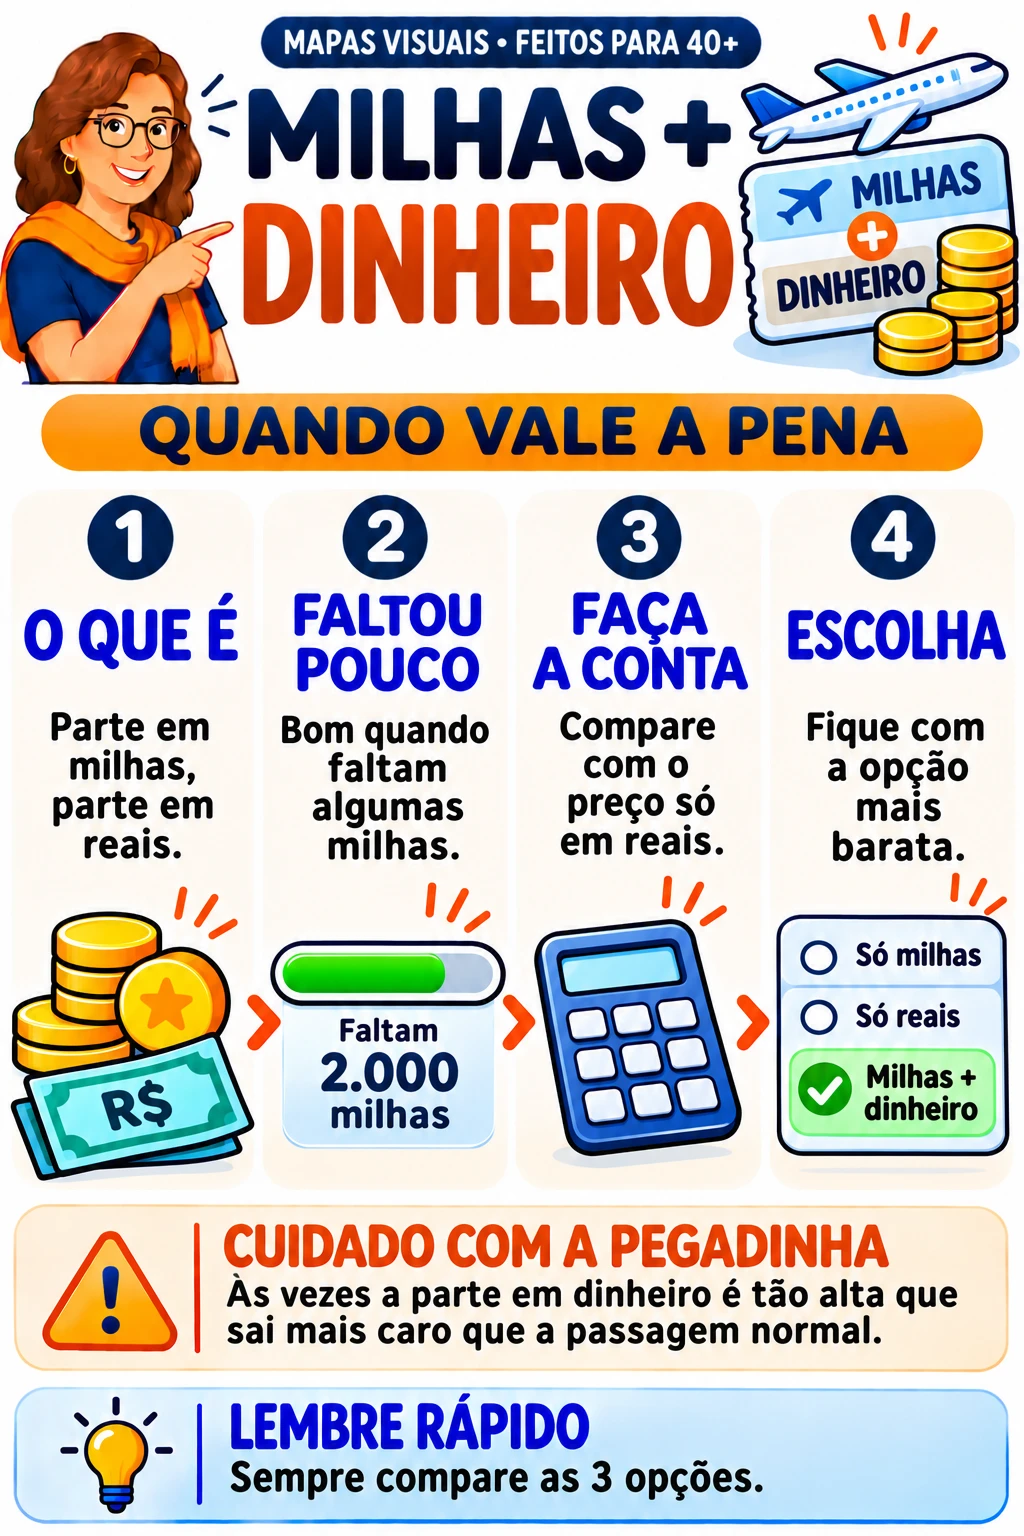 MAPAS VISUAIS • FEITOS PARA 40+
MILHAS +
DINHEIRO
MILHAS
+
DINHEIRO
QUANDO VALE A PENA
1
O QUE É
Parte em
milhas,
parte em
reais.
R$
2
FALTOU
POUCO
Bom quando
faltam
algumas
milhas.
Faltam
2.000
milhas
3
FAÇA
A CONTA
Compare
com o
preço só
em reais.
4
ESCOLHA
Fique com
a opção
mais
barata.
Só milhas
Só reais
Milhas +
dinheiro
!
CUIDADO COM A PEGADINHA
Às vezes a parte em dinheiro é tão alta que
sai mais caro que a passagem normal.
LEMBRE RÁPIDO
Sempre compare as 3 opções.